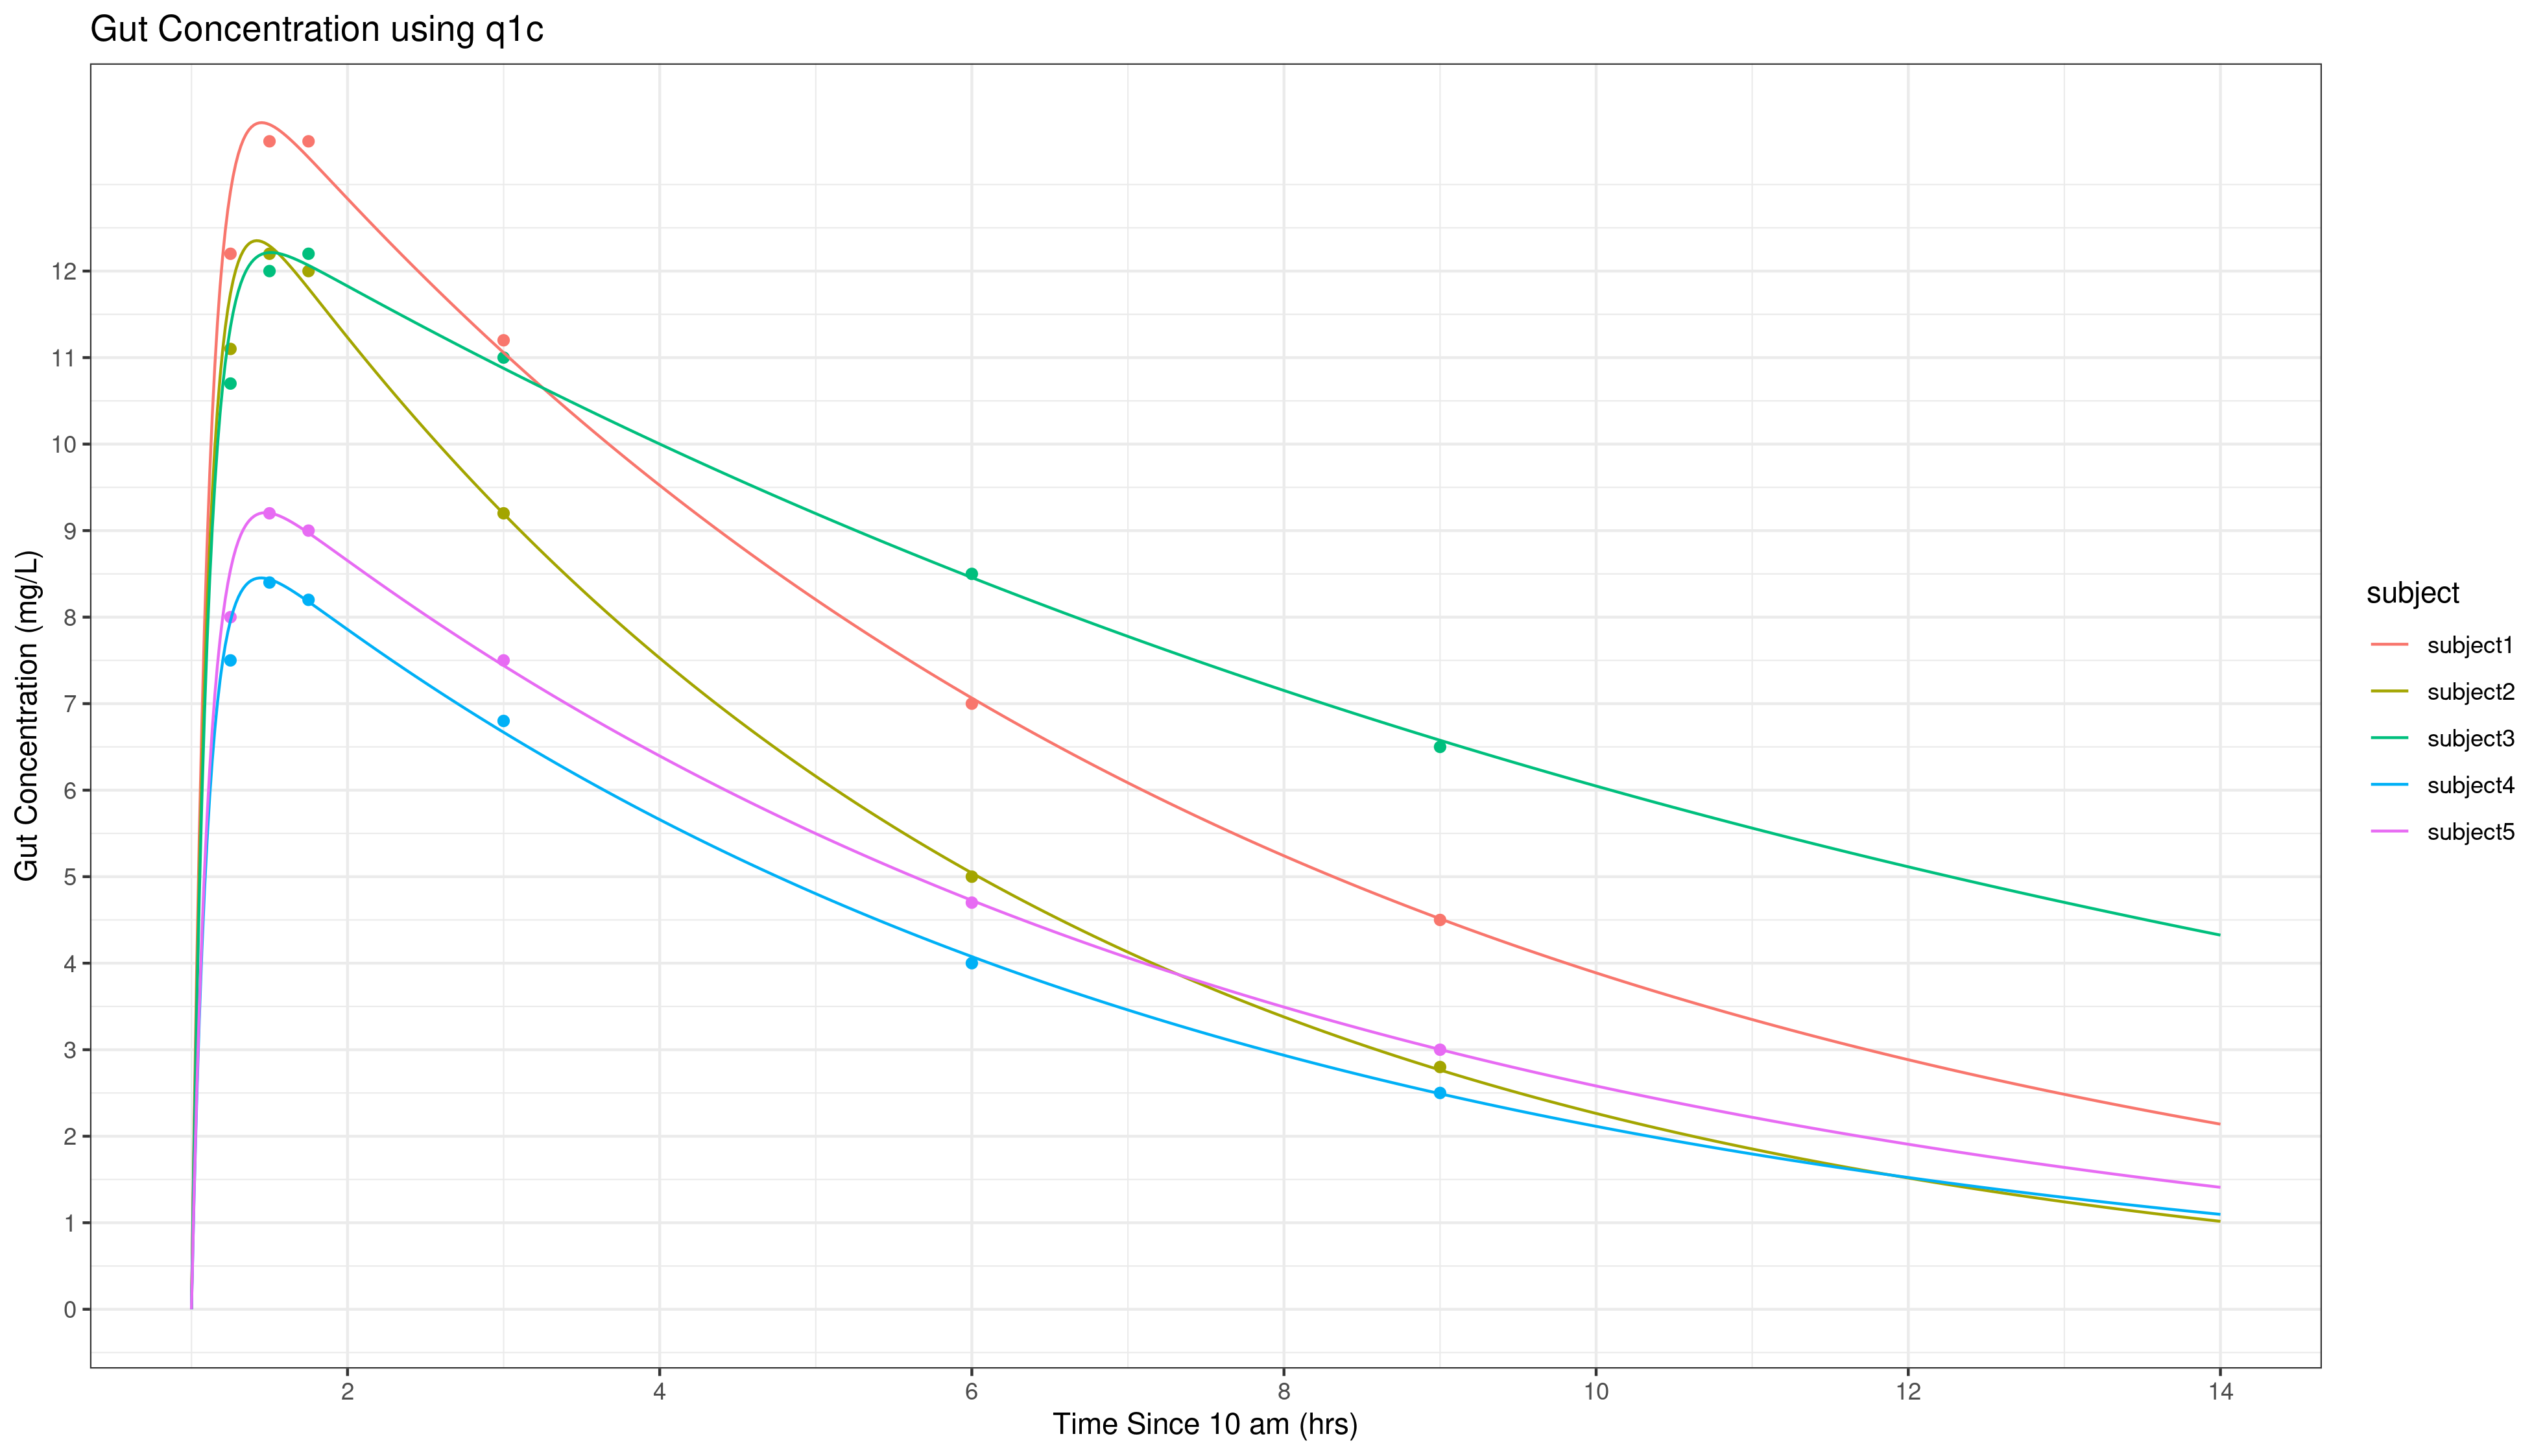 Gut Concentration using q1c
Gut Concentration (mg/L)
12
11
10
9
8
7
6
5
4
3
2
1
0
2 4 6 8 10 12 14
Time Since 10 am (hrs)
subject
subject1
subject2
subject3
subject4
subject5